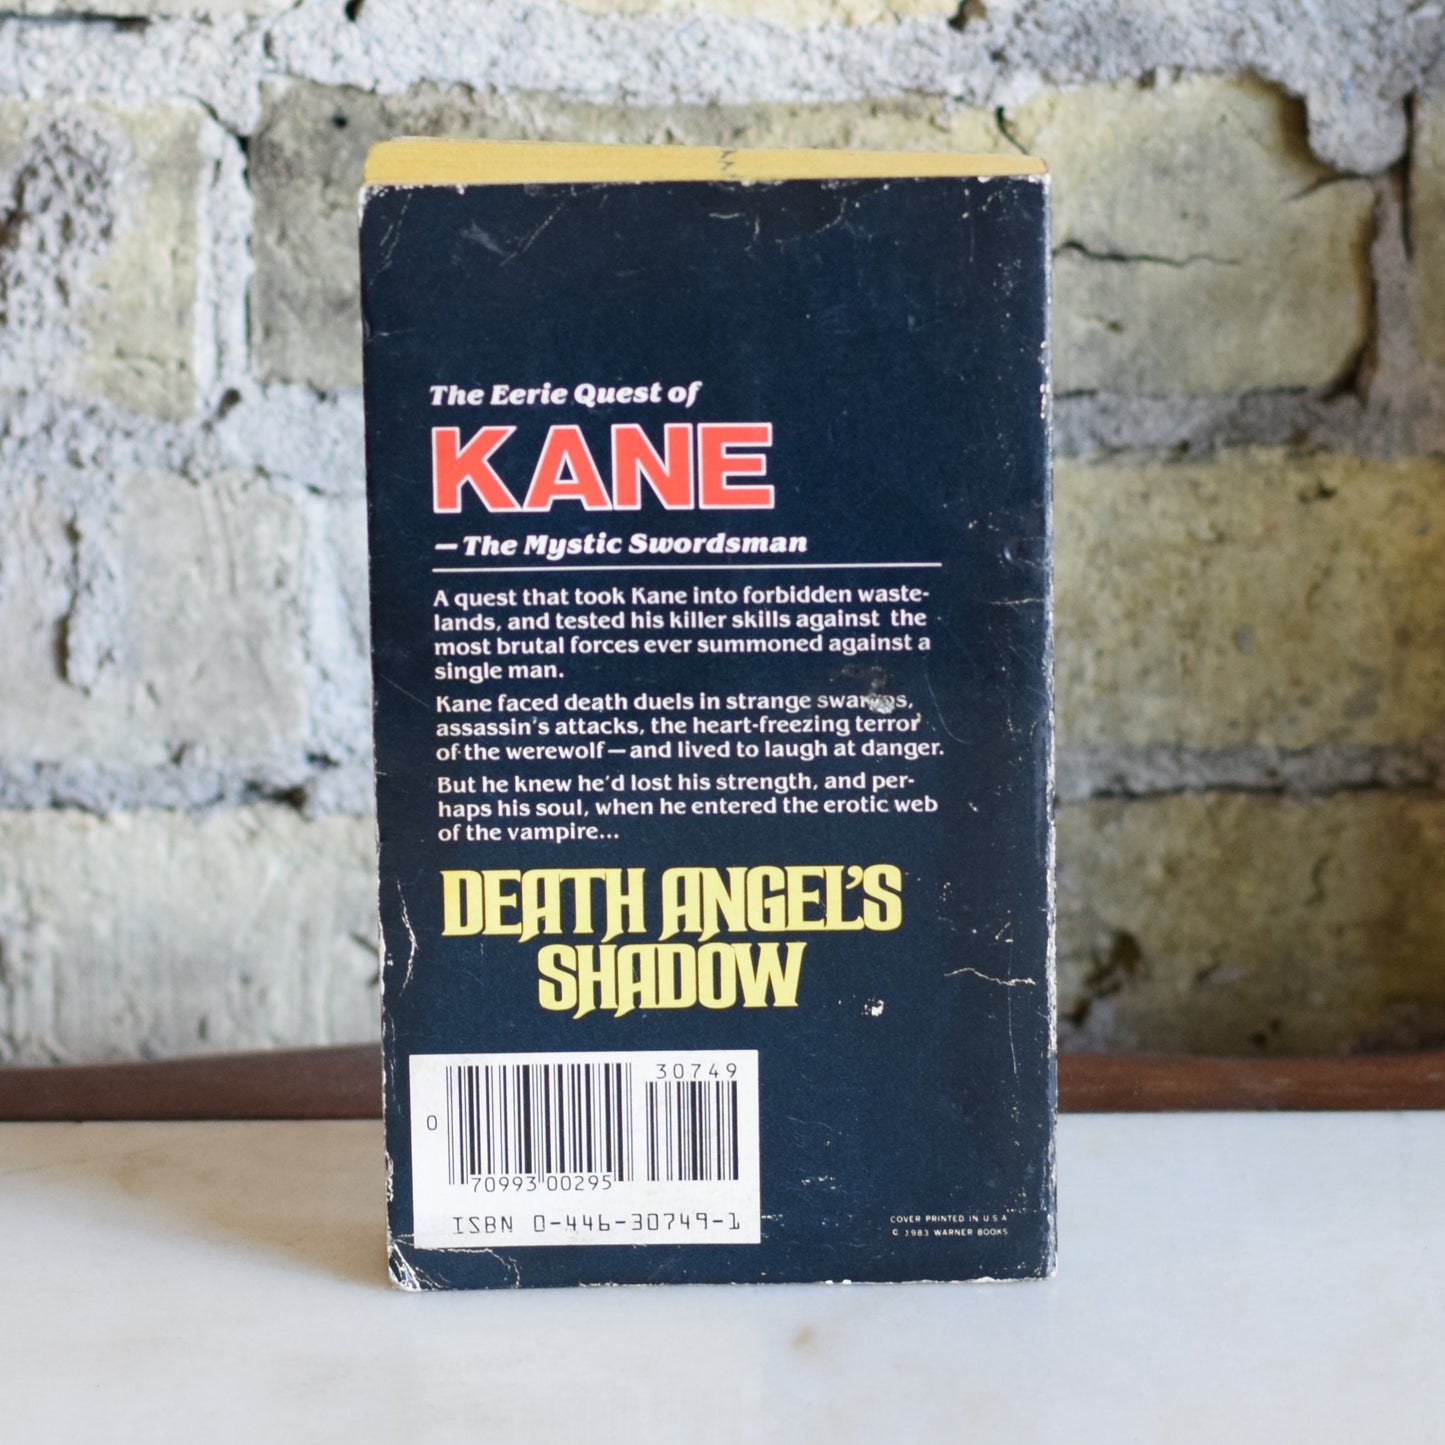 The Eerie Quest of
KANE
—The Mystic Swordsman
A quest that took Kane into forbidden waste-
lands, and tested his killer skills against the
most brutal forces ever summoned against a
single man.
Kane faced death duels in strange swamps,
assassin's attacks, the heart-freezing terror
of the werewolf—and lived to laugh at danger.
But he knew he'd lost his strength, and per-
haps his soul, when he entered the erotic web
of the vampire...
DEATH ANGEL'S
SHADOW
30749
0
70993 00295
ISBN 0-446-30749-1
COVER PRINTED IN U.S.A.
© 1983 WARNER BOOKS